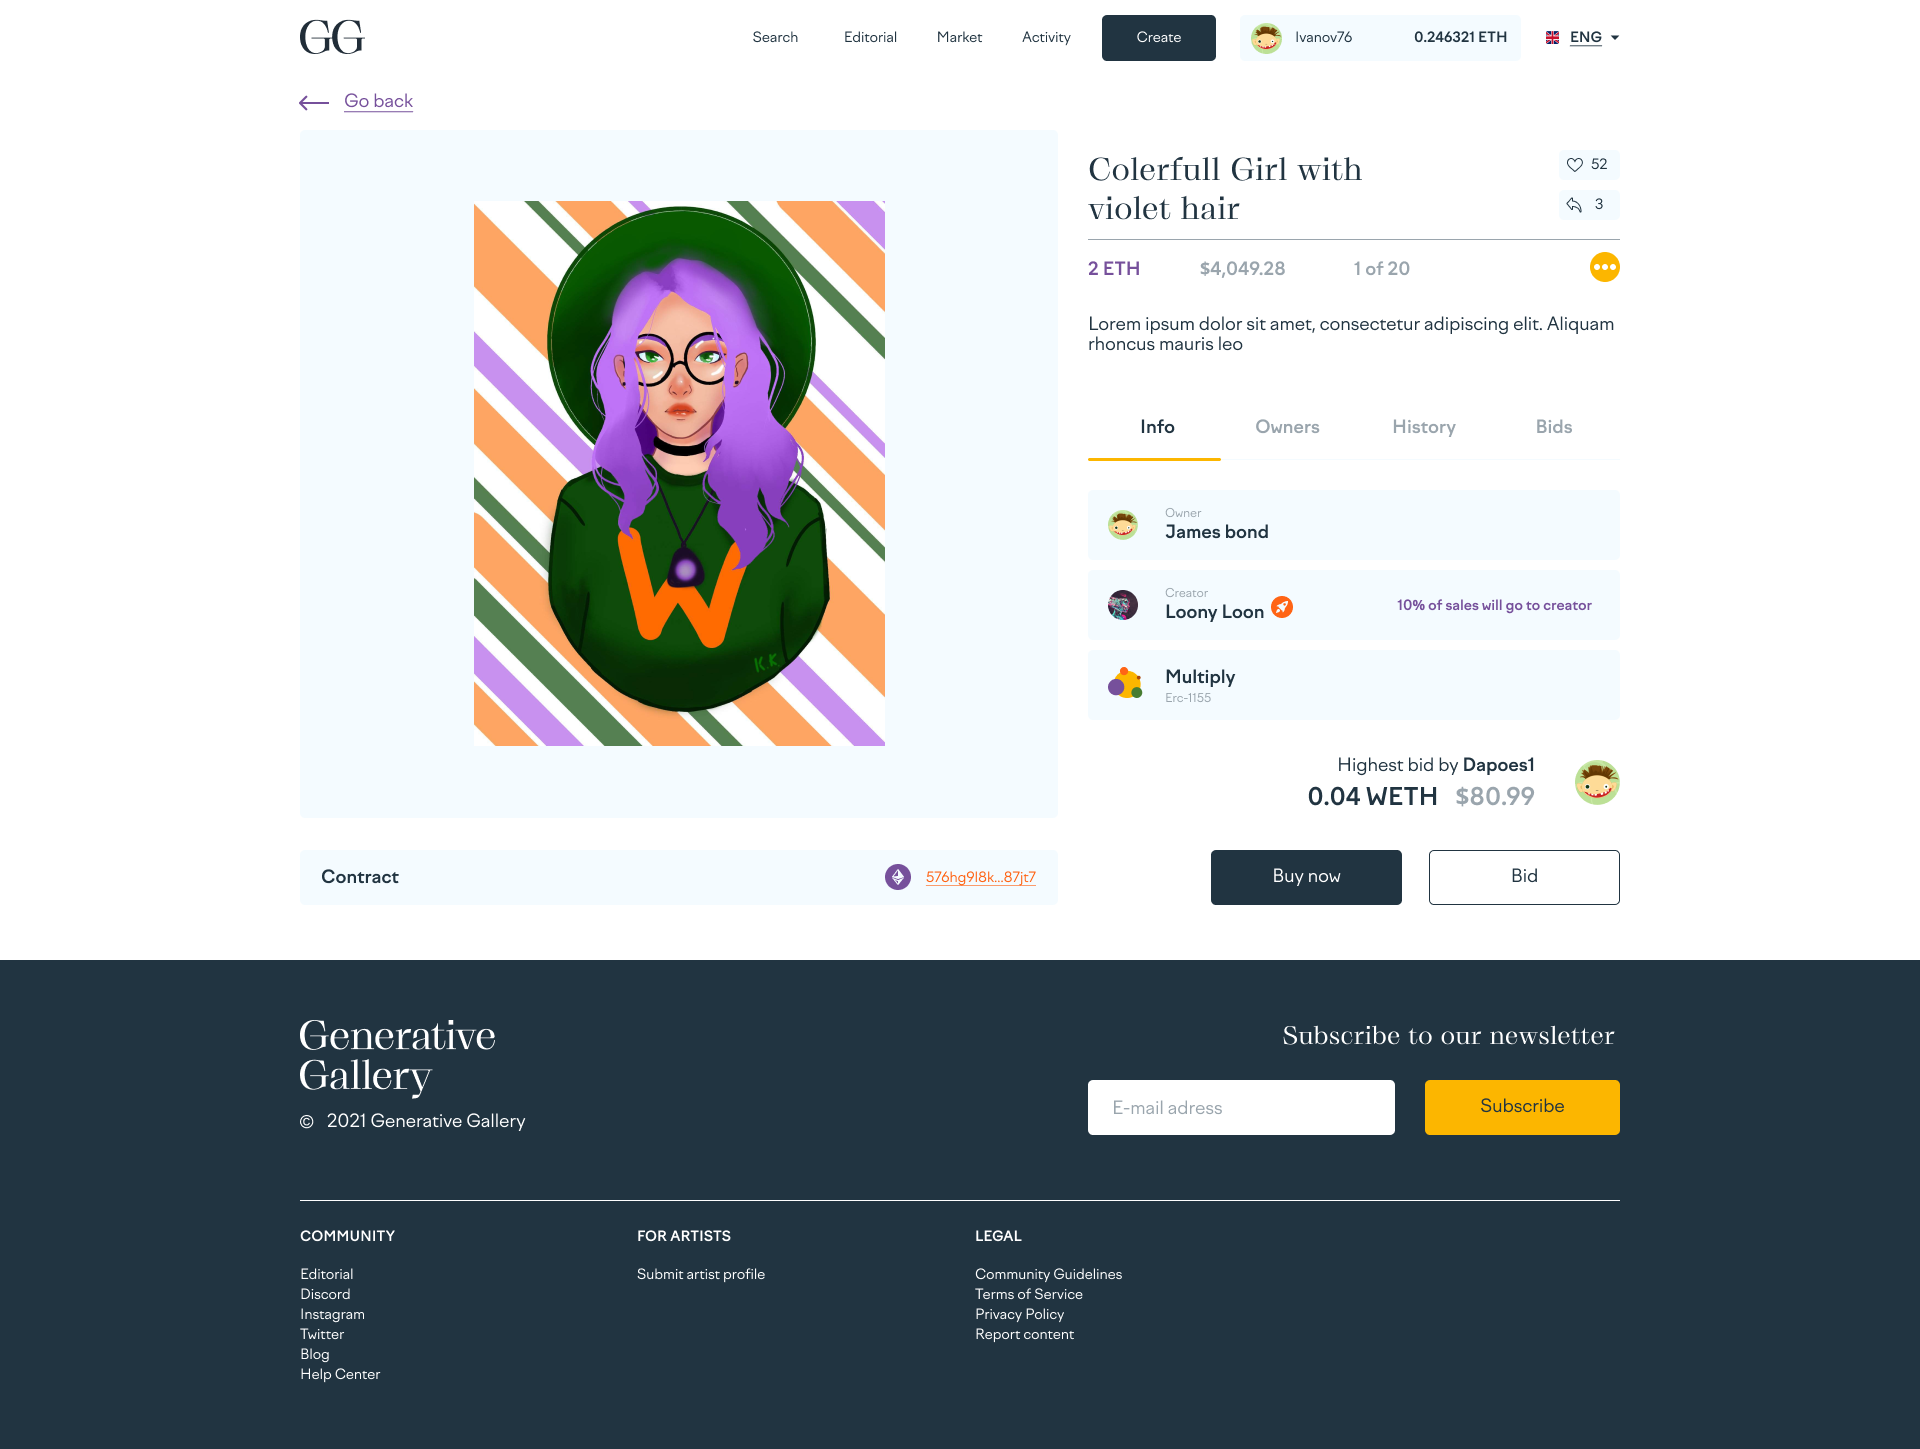 GG
Search
Editorial
Market
Activity
Create
Ivanov76
0.246321 ETH
ENG
Go back
W
K.K
Colerfull Girl with
violet hair
52
3
2 ETH
$4,049.28
1 of 20
Lorem ipsum dolor sit amet, consectetur adipiscing elit. Aliquam
rhoncus mauris leo
Info
Owners
History
Bids
Owner
James bond
Creator
Loony Loon
10% of sales will go to creator
Multiply
Erc-1155
Highest bid by Dapoes1
0.04 WETH $80.99
Contract
576hg9l8k...87jt7
Buy now
Bid
Generative
Gallery
© 2021 Generative Gallery
Subscribe to our newsletter
E-mail adress
Subscribe
COMMUNITY
Editorial
Discord
Instagram
Twitter
Blog
Help Center
FOR ARTISTS
Submit artist profile
LEGAL
Community Guidelines
Terms of Service
Privacy Policy
Report content